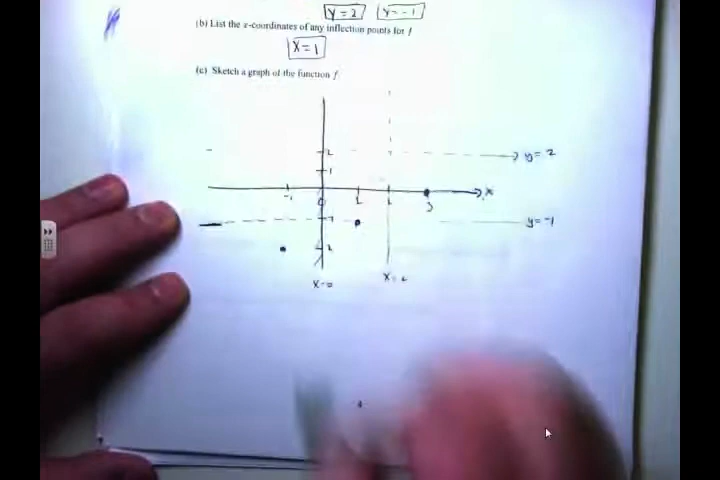 y = 2 y = -1
(b) List the x-coordinates of any inflection points for f
x = 1
(c) Sketch a graph of the function f.
2
y = 2
1
x
-1 0 1 3
-1
y = -1
2
x = 0
4